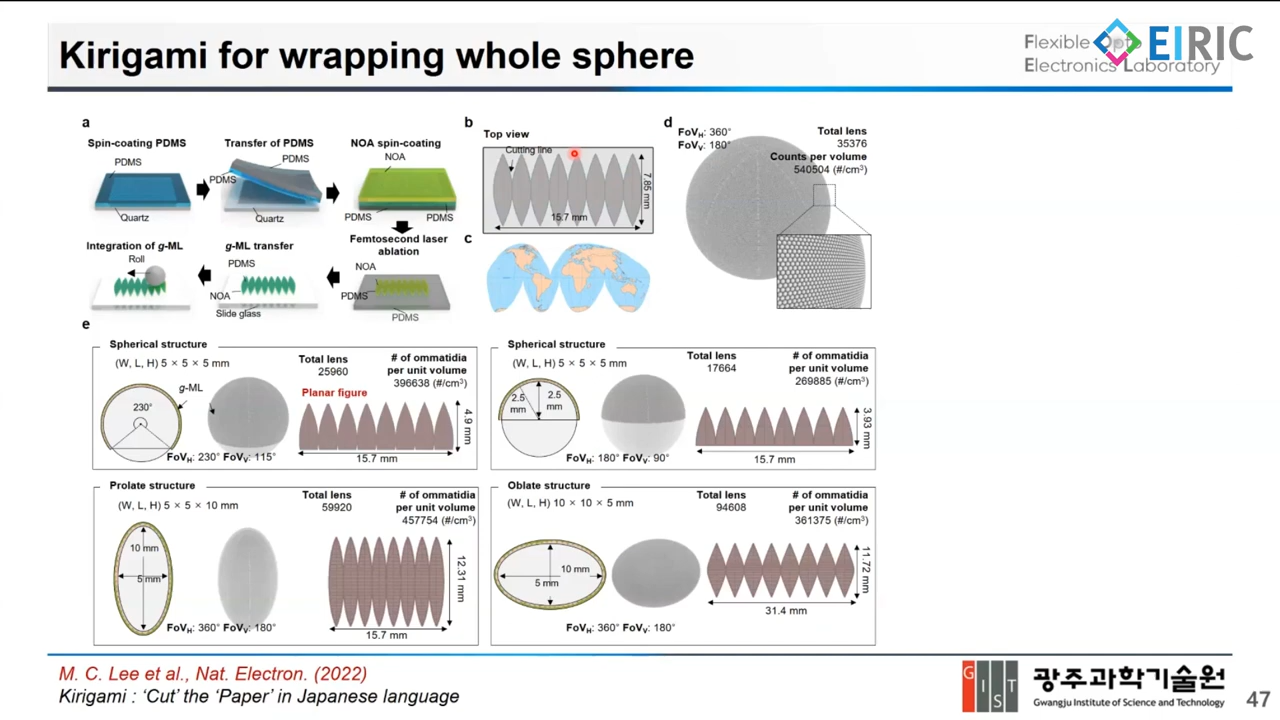 Kirigami for wrapping whole sphere
Flexible Opto
Electronics Laboratory
EIRIC
a
Spin-coating PDMS
PDMS
Quartz
Transfer of PDMS
PDMS
PDMS
Quartz
NOA spin-coating
NOA
PDMS
PDMS
Integration of g-ML
Roll
g-ML transfer
PDMS
NOA
Slide glass
Femtosecond laser
ablation
NOA
PDMS
PDMS
b
Top view
Cutting line
7.85 mm
15.7 mm
c
d
FoVH: 360°
FoVV: 180°
Total lens
35376
Counts per volume
540504 (#/cm³)
e
Spherical structure
(W, L, H) 5 × 5 × 5 mm
g-ML
230°
Total lens
25960
# of ommatidia
per unit volume
396638 (#/cm³)
Planar figure
4.9 mm
15.7 mm
FoVH: 230° FoVV: 115°
Spherical structure
(W, L, H) 5 × 5 × 5 mm
2.5
mm
2.5
mm
Total lens
17664
# of ommatidia
per unit volume
269885 (#/cm³)
3.93 mm
15.7 mm
FoVH: 180° FoVV: 90°
Prolate structure
(W, L, H) 5 × 5 × 10 mm
10 mm
5 mm
Total lens
59920
# of ommatidia
per unit volume
457754 (#/cm³)
12.31 mm
15.7 mm
FoVH: 360° FoVV: 180°
Oblate structure
(W, L, H) 10 × 10 × 5 mm
10 mm
5 mm
Total lens
94608
# of ommatidia
per unit volume
361375 (#/cm³)
11.72 mm
31.4 mm
FoVH: 360° FoVV: 180°
M. C. Lee et al., Nat. Electron. (2022)
Kirigami : ‘Cut’ the ‘Paper’ in Japanese language
GIST
광주과학기술원
Gwangju Institute of Science and Technology
47